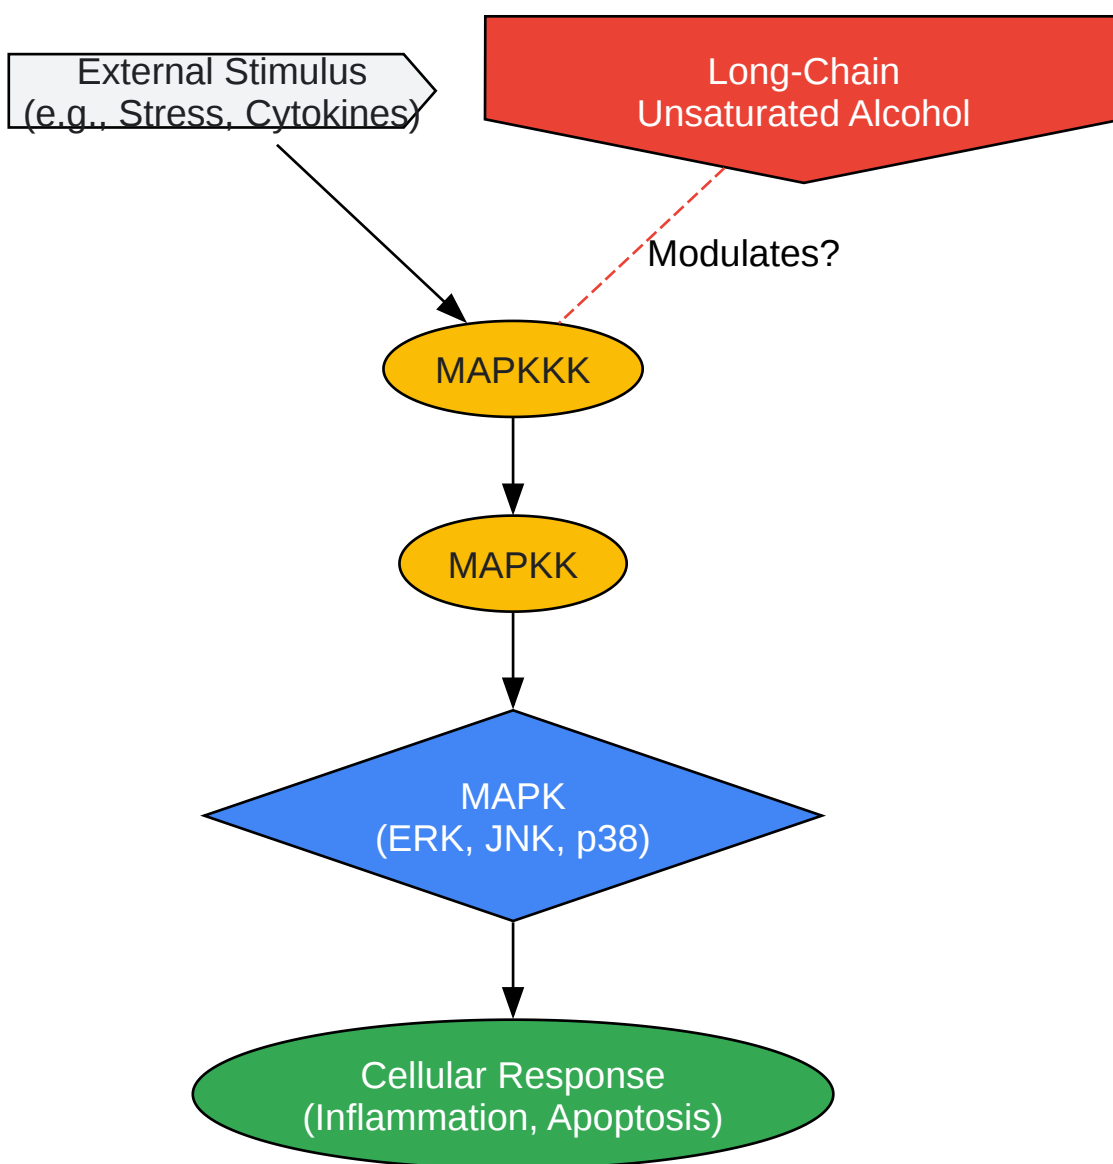 External Stimulus
(e.g., Stress, Cytokines)
Long-Chain
Unsaturated Alcohol
Modulates?
MAPKKK
MAPKK
MAPK
(ERK, JNK, p38)
Cellular Response
(Inflammation, Apoptosis)